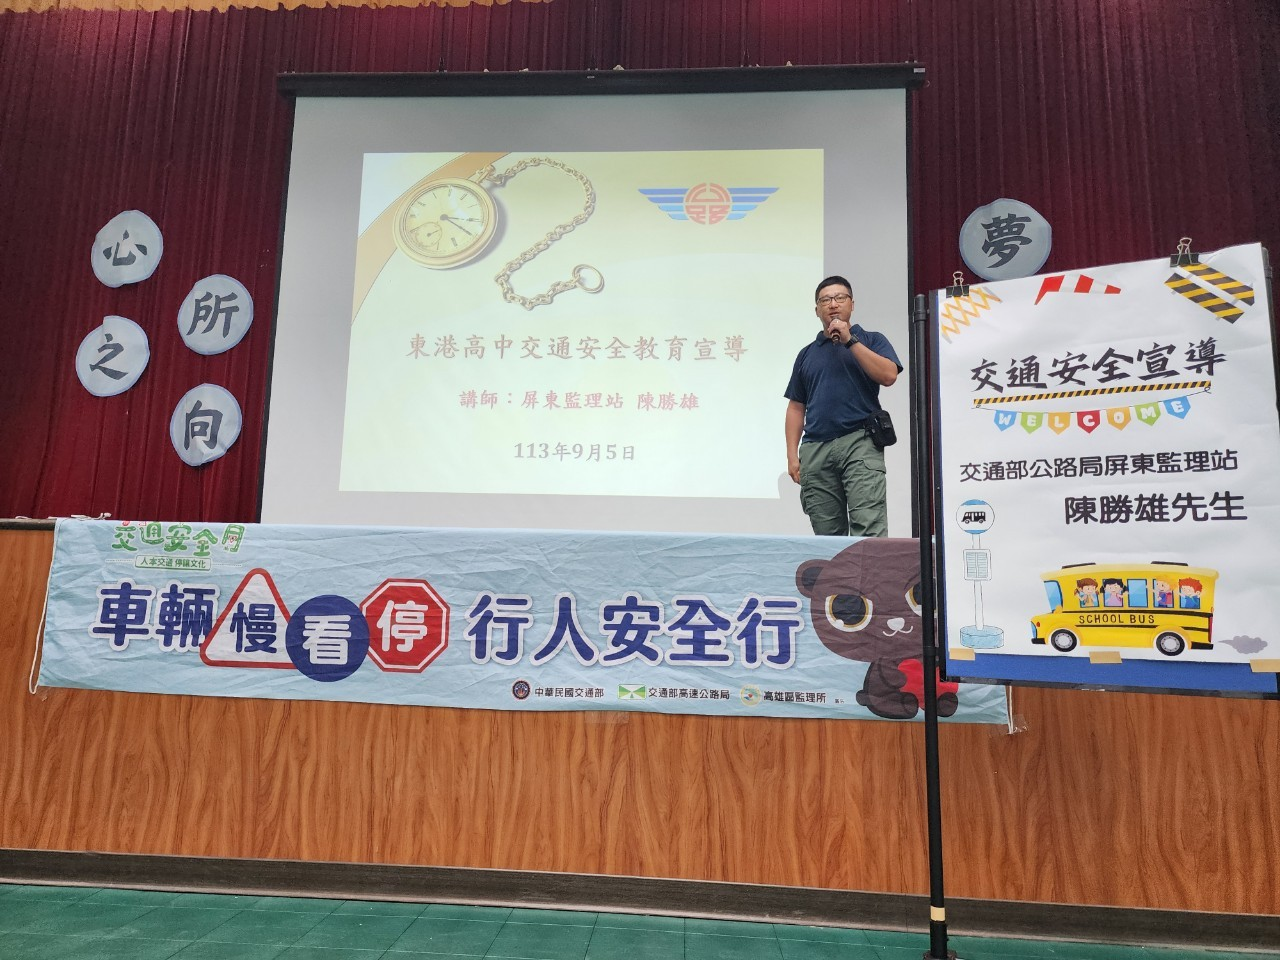 心
所
之
向
夢
東港高中交通安全教育宣導
講師：屏東監理站 陳勝雄
113年9月5日
交通安全宣導
WELCOME
交通部公路局屏東監理站
陳勝雄先生
SCHOOL BUS
交通安全
人本交通 停讓文化
車輛慢看停 行人安全行
中華民國交通部 交通部高速公路局 高雄區監理所